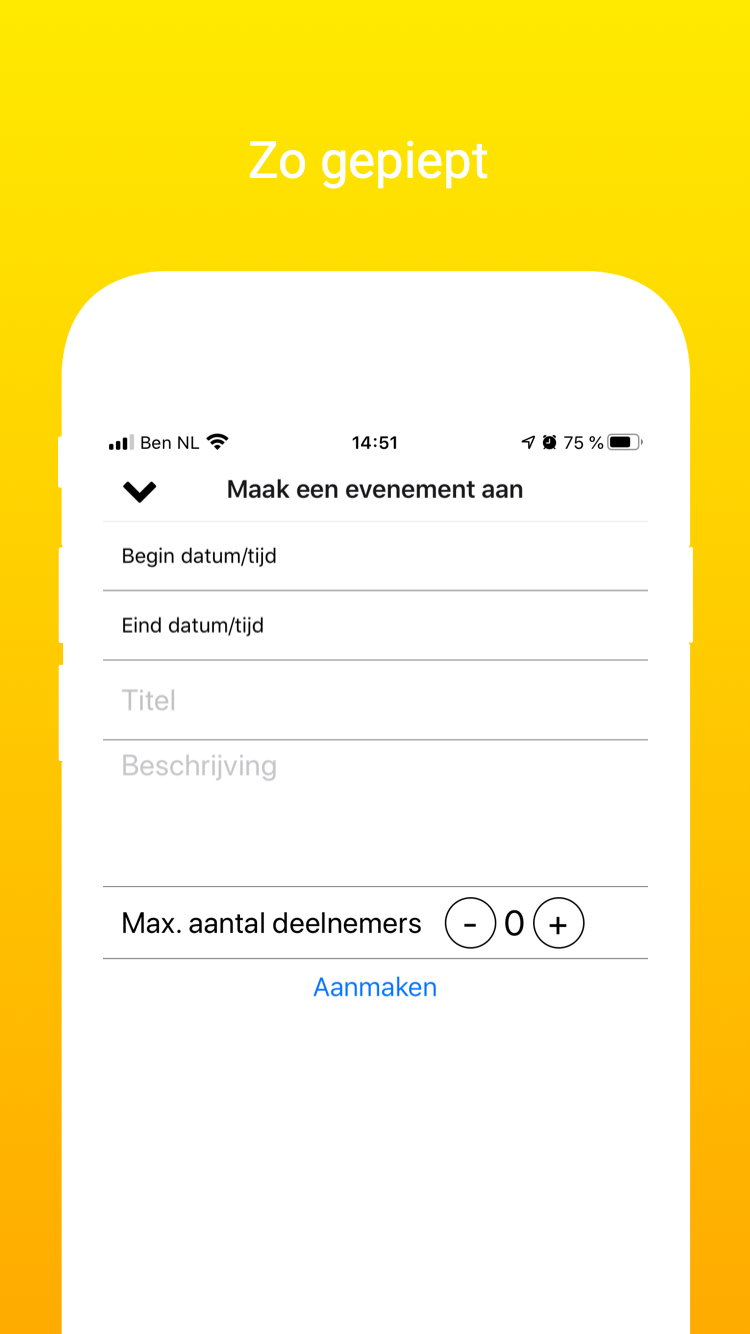 Zo gepiept
Ben NL 14:51 75 %
Maak een evenement aan
Begin datum/tijd
Eind datum/tijd
Titel
Beschrijving
Max. aantal deelnemers - 0 +
Aanmaken